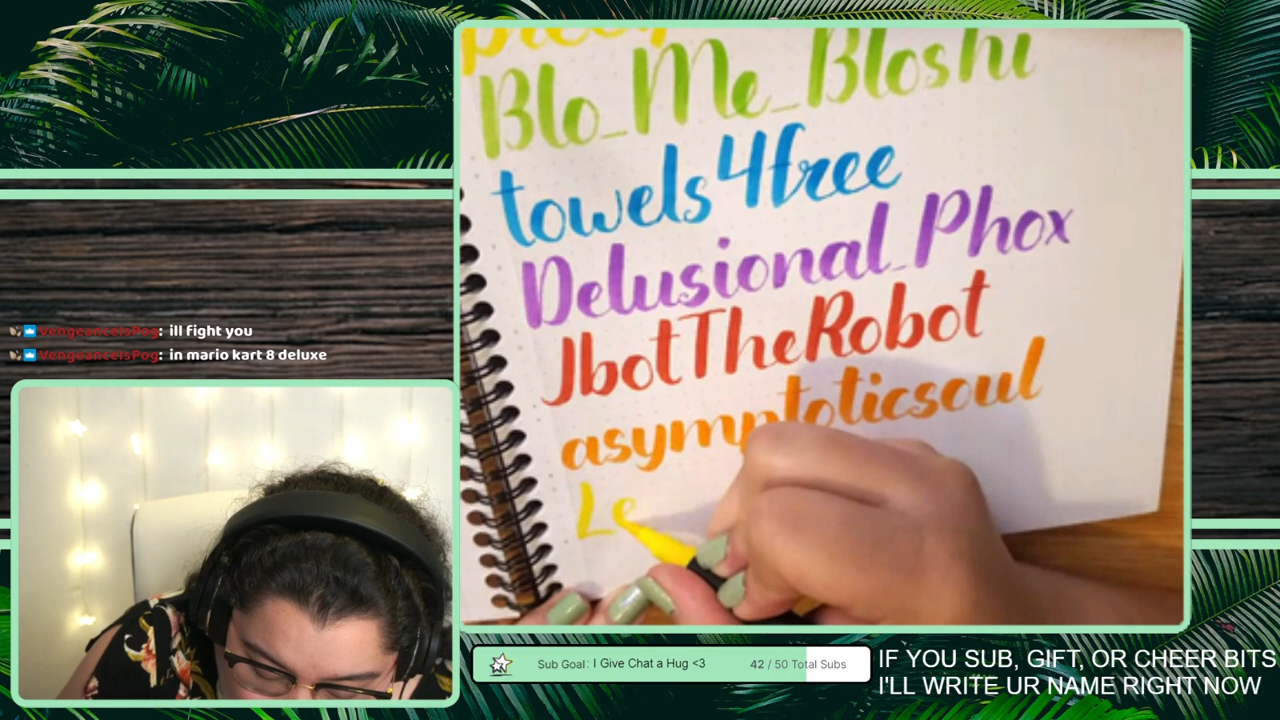 Blo_Me_Bloshi
towels4free
Delusional_Phox
JbotTheRobot
asymptoticsoul
Le
VengeanceIsPog: ill fight you
VengeanceIsPog: in mario kart 8 deluxe
Sub Goal: I Give Chat a Hug <3 42 / 50 Total Subs
IF YOU SUB, GIFT, OR CHEER BITS
I'LL WRITE UR NAME RIGHT NOW